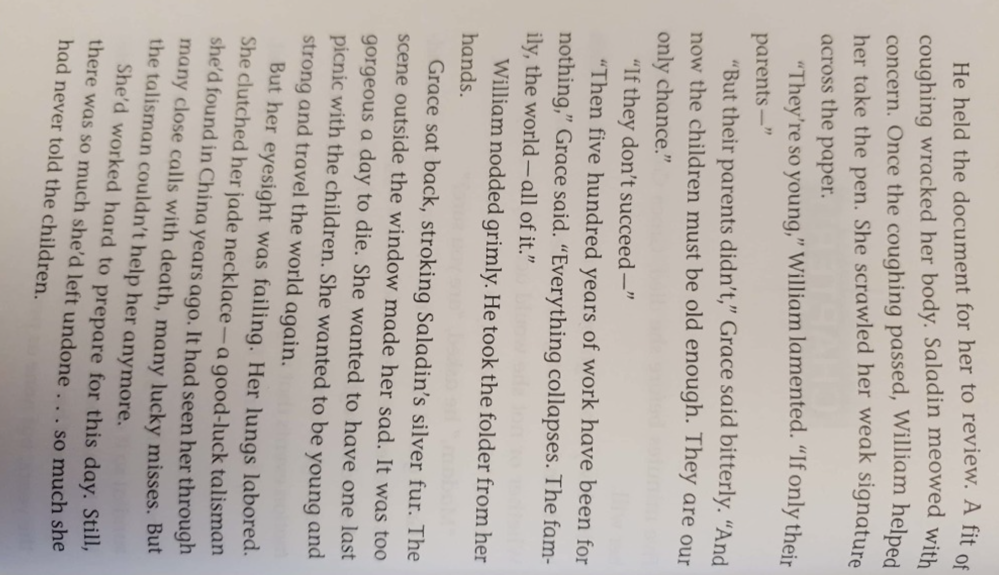 He held the document for her to review. A fit of
coughing wracked her body. Saladin meowed with
concern. Once the coughing passed, William helped
her take the pen. She scrawled her weak signature
across the paper.
“They’re so young,” William lamented. “If only their
parents—”
“But their parents didn’t,” Grace said bitterly. “And
now the children must be old enough. They are our
only chance.”
“If they don’t succeed—”
“Then five hundred years of work have been for
nothing,” Grace said. “Everything collapses. The fam-
ily, the world—all of it.”
William nodded grimly. He took the folder from her
hands.
Grace sat back, stroking Saladin’s silver fur. The
scene outside the window made her sad. It was too
gorgeous a day to die. She wanted to have one last
picnic with the children. She wanted to be young and
strong and travel the world again.
But her eyesight was failing. Her lungs labored.
She clutched her jade necklace—a good-luck talisman
she’d found in China years ago. It had seen her through
many close calls with death, many lucky misses. But
the talisman couldn’t help her anymore.
She’d worked hard to prepare for this day. Still,
there was so much she’d left undone . . . so much she
had never told the children.